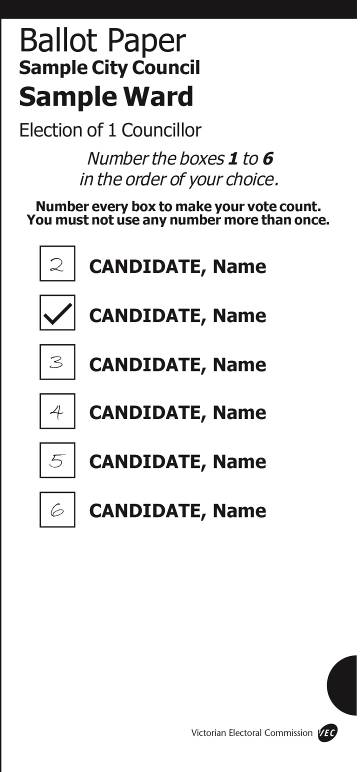 Ballot Paper
Sample City Council
Sample Ward
Election of 1 Councillor
Number the boxes 1 to 6
in the order of your choice.
Number every box to make your vote count.
You must not use any number more than once.
2 CANDIDATE, Name
✓ CANDIDATE, Name
3 CANDIDATE, Name
4 CANDIDATE, Name
5 CANDIDATE, Name
6 CANDIDATE, Name
Victorian Electoral Commission VEC